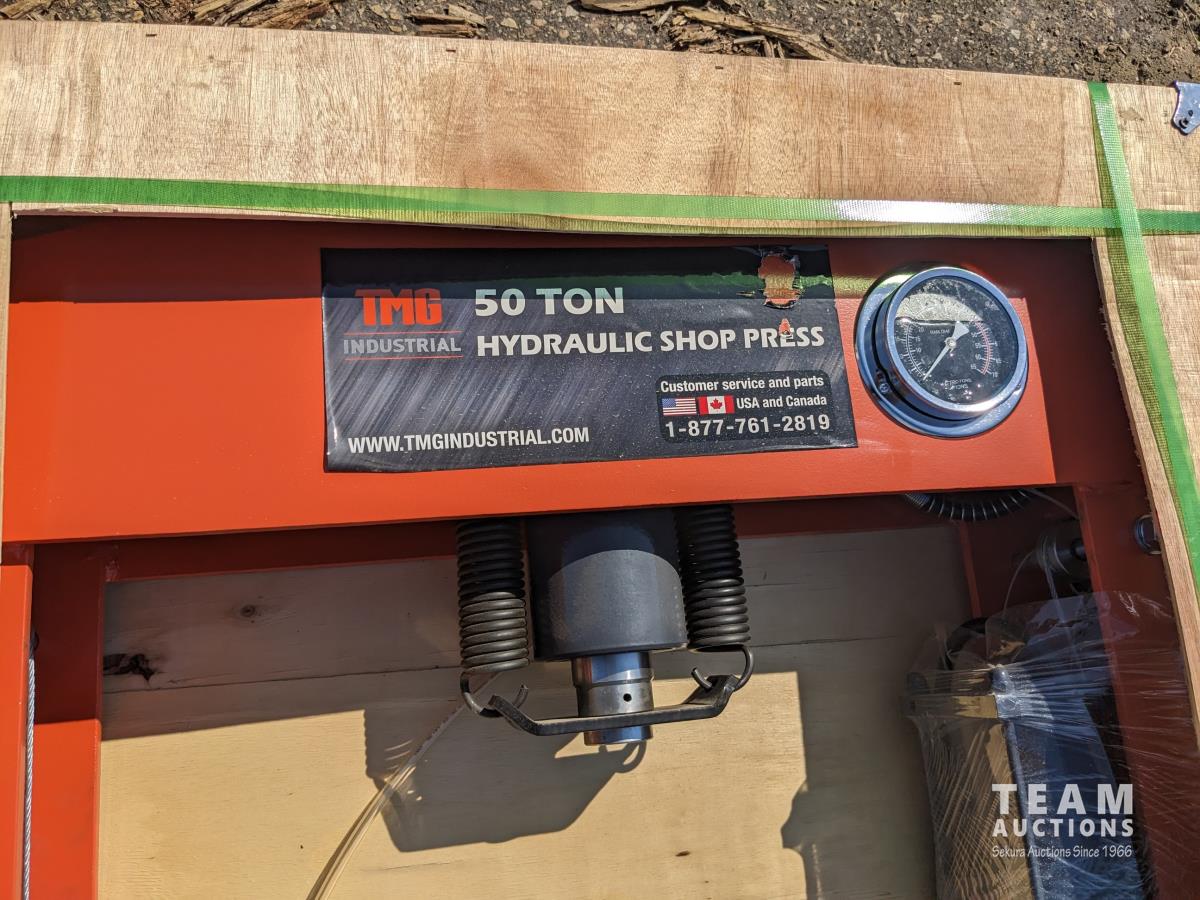 TMG
INDUSTRIAL
50 TON
HYDRAULIC SHOP PRESS
Customer service and parts
USA and Canada
1-877-761-2819
WWW.TMGINDUSTRIAL.COM
TEAM
AUCTIONS
Sekura Auctions Since 1966